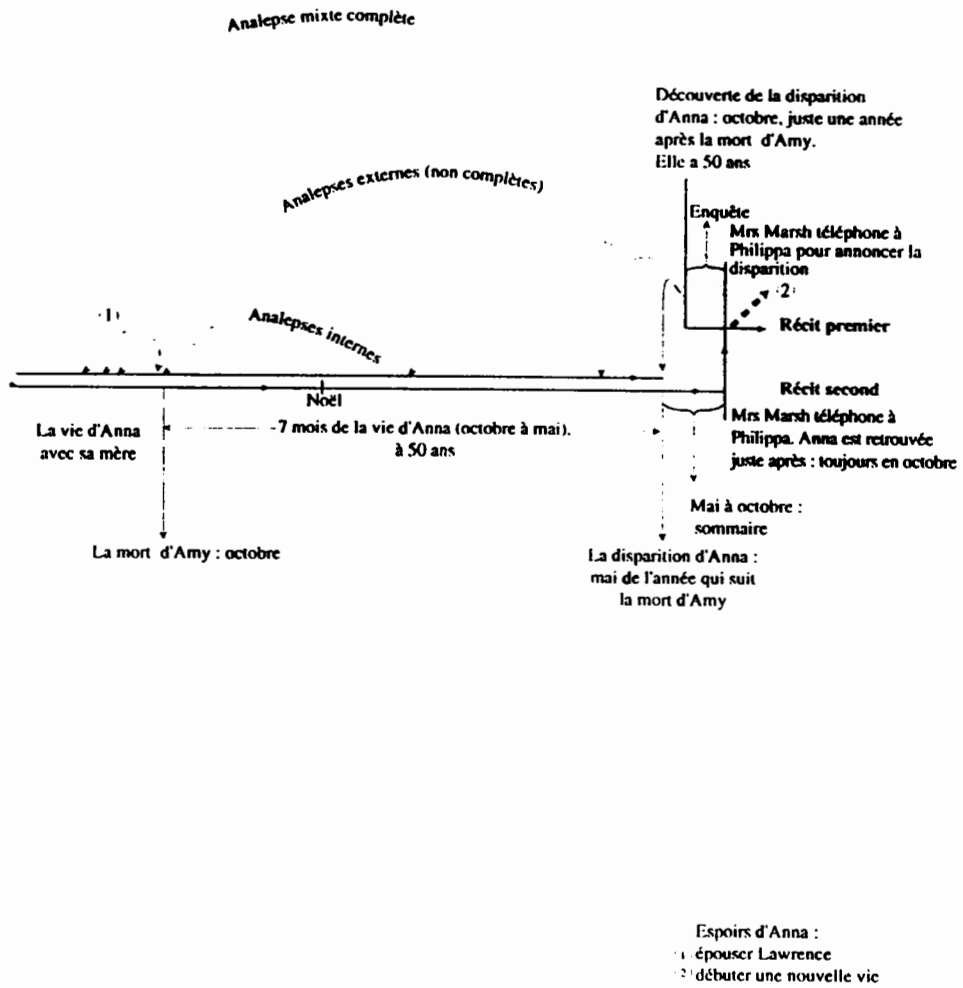 Analepse mixte complète
Découverte de la disparition
d'Anna : octobre, juste une année
après la mort d'Amy.
Elle a 50 ans
Analepses externes (non complètes)
Enquête
Mrs Marsh téléphone à
Philippa pour annoncer la
disparition
(1)
(2)
Analepses internes
Récit premier
Noël
Récit second
La vie d'Anna
avec sa mère
7 mois de la vie d'Anna (octobre à mai).
à 50 ans
Mrs Marsh téléphone à
Philippa. Anna est retrouvée
juste après : toujours en octobre
Mai à octobre :
sommaire
La mort d'Amy : octobre
La disparition d'Anna :
mai de l'année qui suit
la mort d'Amy
Espoirs d'Anna :
(1) épouser Lawrence
(2) débuter une nouvelle vie